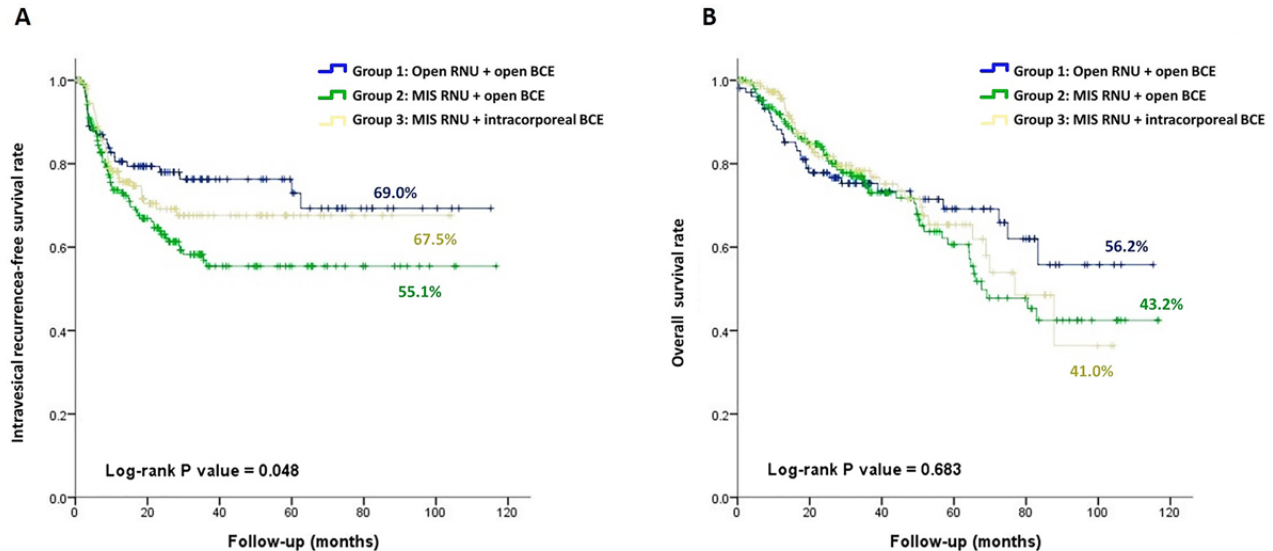 A
Intravesical recurrence-free survival rate
Group 1: Open RNU + open BCE
Group 2: MIS RNU + open BCE
Group 3: MIS RNU + intracorporeal BCE
1.0
0.8
0.6
0.4
0.2
0.0
69.0%
67.5%
55.1%
Log-rank P value = 0.048
0 20 40 60 80 100 120
Follow-up (months)
B
Overall survival rate
Group 1: Open RNU + open BCE
Group 2: MIS RNU + open BCE
Group 3: MIS RNU + intracorporeal BCE
1.0
0.8
0.6
0.4
0.2
0.0
56.2%
43.2%
41.0%
Log-rank P value = 0.683
0 20 40 60 80 100 120
Follow-up (months)